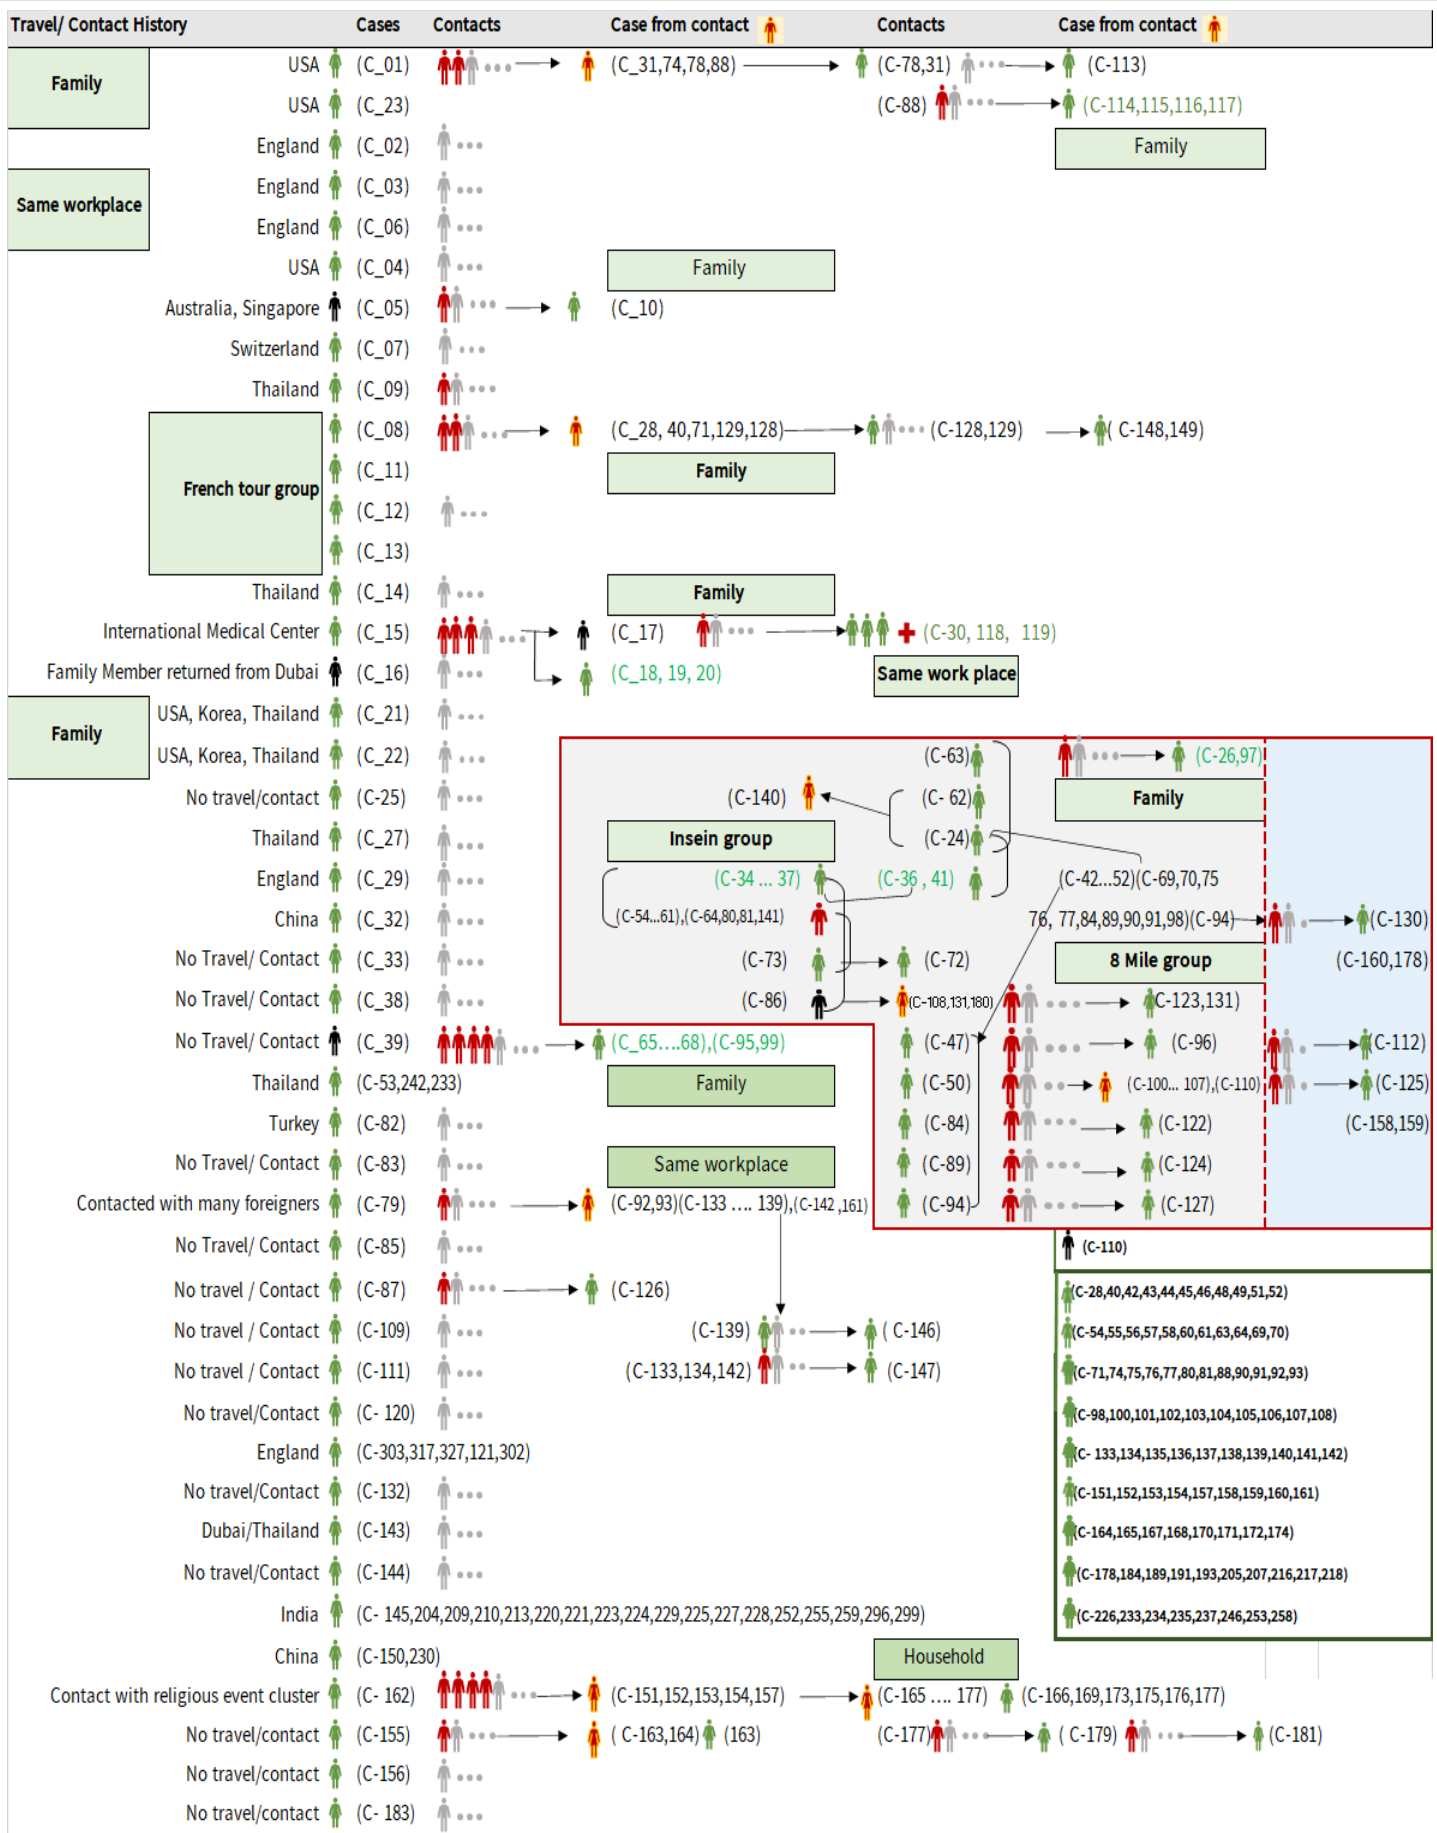 Travel/ Contact History Cases Contacts Case from contact Contacts Case from contact
Family
USA (C_01) (C_31,74,78,88) (C-78,31) (C-113)
USA (C_23) (C-88) (C-114,115,116,117)
England (C_02) Family
Same workplace
England (C_03)
England (C_06)
USA (C_04) Family
Australia, Singapore (C_05) (C_10)
Switzerland (C_07)
Thailand (C_09)
French tour group
(C_08) (C_28, 40,71,129,128) (C-128,129) ( C-148,149)
(C_11) Family
(C_12)
(C_13)
Thailand (C_14) Family
International Medical Center (C_15) (C_17) (C-30, 118, 119)
Family Member returned from Dubai (C_16) (C_18, 19, 20) Same work place
Family
USA, Korea, Thailand (C_21)
USA, Korea, Thailand (C_22) (C-63) (C-26,97)
No travel/contact (C-25) (C-140) (C- 62) Family
Thailand (C_27) Insein group (C-24)
England (C_29) (C-34 ... 37) (C-36 , 41) (C-42...52)(C-69,70,75
China (C_32) (C-54...61),(C-64,80,81,141) 76, 77,84,89,90,91,98)(C-94) (C-130)
No Travel/ Contact (C_33) (C-73) (C-72) 8 Mile group (C-160,178)
No Travel/ Contact (C_38) (C-86) (C-108,131,180) (C-123,131)
No Travel/ Contact (C_39) (C_65....68),(C-95,99) (C-47) (C-96) (C-112)
Thailand (C-53,242,233) Family (C-50) (C-100... 107),(C-110) (C-125)
Turkey (C-82) (C-84) (C-122) (C-158,159)
No Travel/ Contact (C-83) Same workplace (C-89) (C-124)
Contacted with many foreigners (C-79) (C-92,93)(C-133 .... 139),(C-142 ,161) (C-94) (C-127)
No Travel/ Contact (C-85) (C-110)
No travel / Contact (C-87) (C-126) (C-28,40,42,43,44,45,46,48,49,51,52)
No travel / Contact (C-109) (C-139) ( C-146) (C-54,55,56,57,58,60,61,63,64,69,70)
No travel / Contact (C-111) (C-133,134,142) (C-147) (C-71,74,75,76,77,80,81,88,90,91,92,93)
No travel/Contact (C- 120) (C-98,100,101,102,103,104,105,106,107,108)
England (C-303,317,327,121,302) (C- 133,134,135,136,137,138,139,140,141,142)
No travel/Contact (C-132) (C-151,152,153,154,157,158,159,160,161)
Dubai/Thailand (C-143) (C-164,165,167,168,170,171,172,174)
No travel/Contact (C-144) (C-178,184,189,191,193,205,207,216,217,218)
India (C- 145,204,209,210,213,220,221,223,224,229,225,227,228,252,255,259,296,299) (C-226,233,234,235,237,246,253,258)
China (C-150,230) Household
Contact with religious event cluster (C- 162) (C-151,152,153,154,157) (C-165 .... 177) (C-166,169,173,175,176,177)
No travel/contact (C-155) ( C-163,164) (163) (C-177) ( C-179) (C-181)
No travel/contact (C-156)
No travel/contact (C- 183)